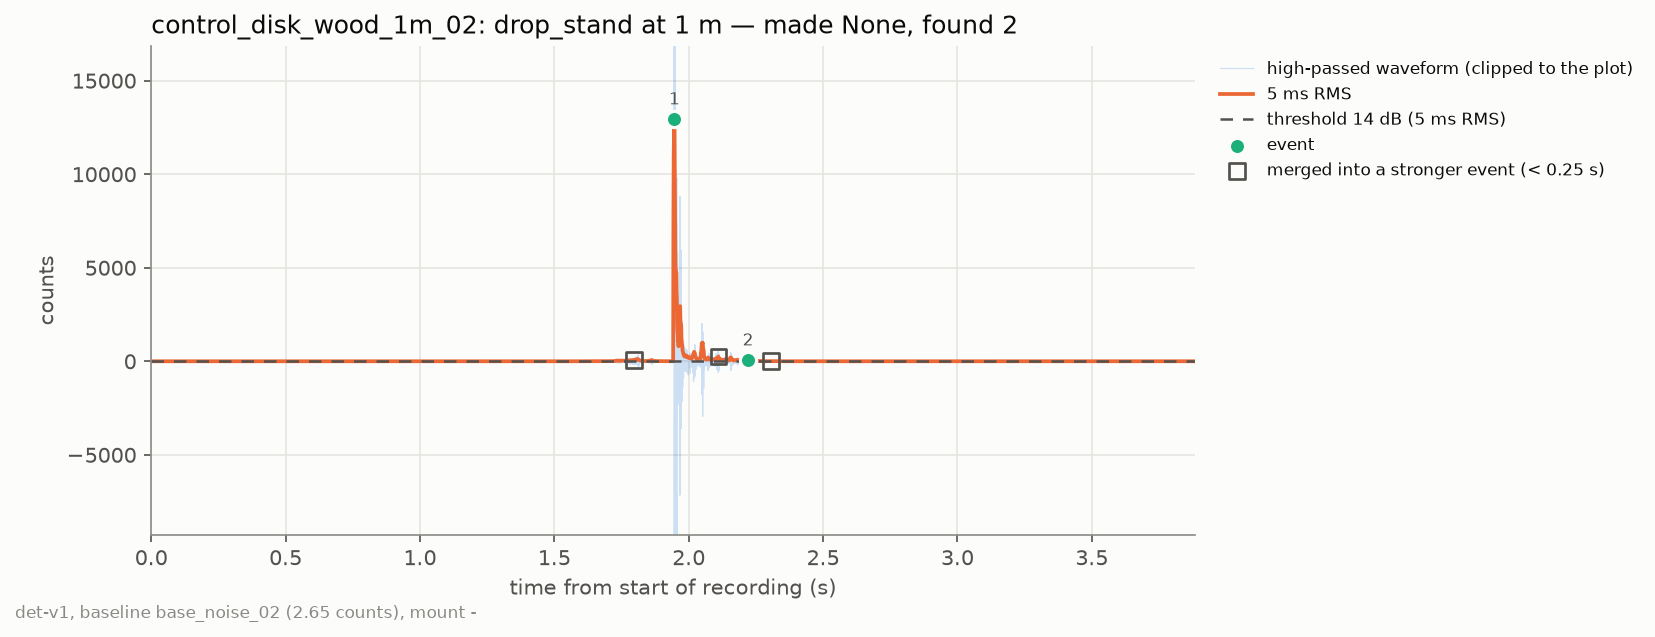 control_disk_wood_1m_02: drop_stand at 1 m — made None, found 2
high-passed waveform (clipped to the plot)
5 ms RMS
threshold 14 dB (5 ms RMS)
event
merged into a stronger event (< 0.25 s)
counts
15000
10000
5000
0
−5000
1
2
0.0 0.5 1.0 1.5 2.0 2.5 3.0 3.5
time from start of recording (s)
det-v1, baseline base_noise_02 (2.65 counts), mount -